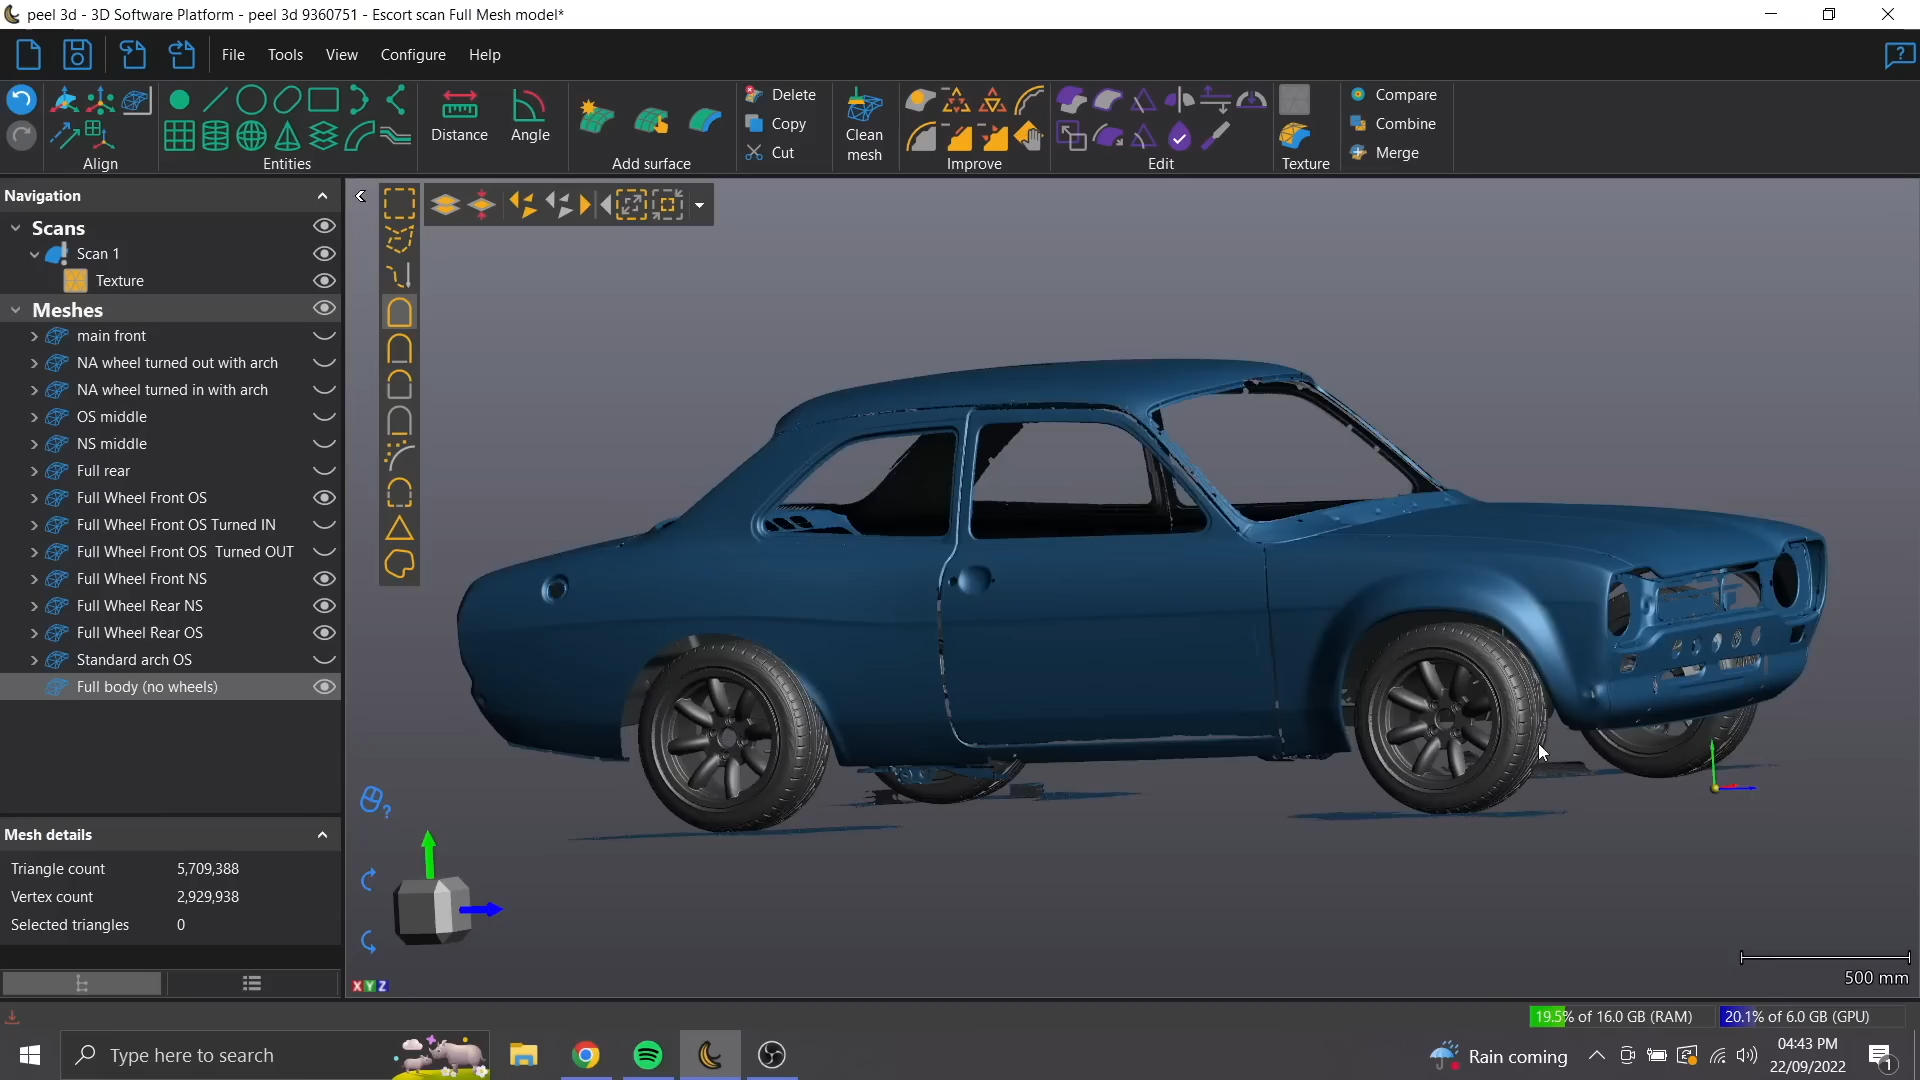 peel 3d - 3D Software Platform - peel 3d 9360751 - Escort scan Full Mesh model*
File Tools View Configure Help
Align
Entities
Distance
Angle
Add surface
Delete
Copy
Cut
Clean
mesh
Improve
Edit
Texture
Compare
Combine
Merge
Navigation
Scans
Scan 1
Texture
Meshes
main front
NA wheel turned out with arch
NA wheel turned in with arch
OS middle
NS middle
Full rear
Full Wheel Front OS
Full Wheel Front OS Turned IN
Full Wheel Front OS  Turned OUT
Full Wheel Front NS
Full Wheel Rear NS
Full Wheel Rear OS
Standard arch OS
Full body (no wheels)
Mesh details
Triangle count 5,709,388
Vertex count 2,929,938
Selected triangles 0
?
X Y Z
500 mm
19.5% of 16.0 GB (RAM) 20.1% of 6.0 GB (GPU)
Type here to search
Rain coming
04:43 PM
22/09/2022
1